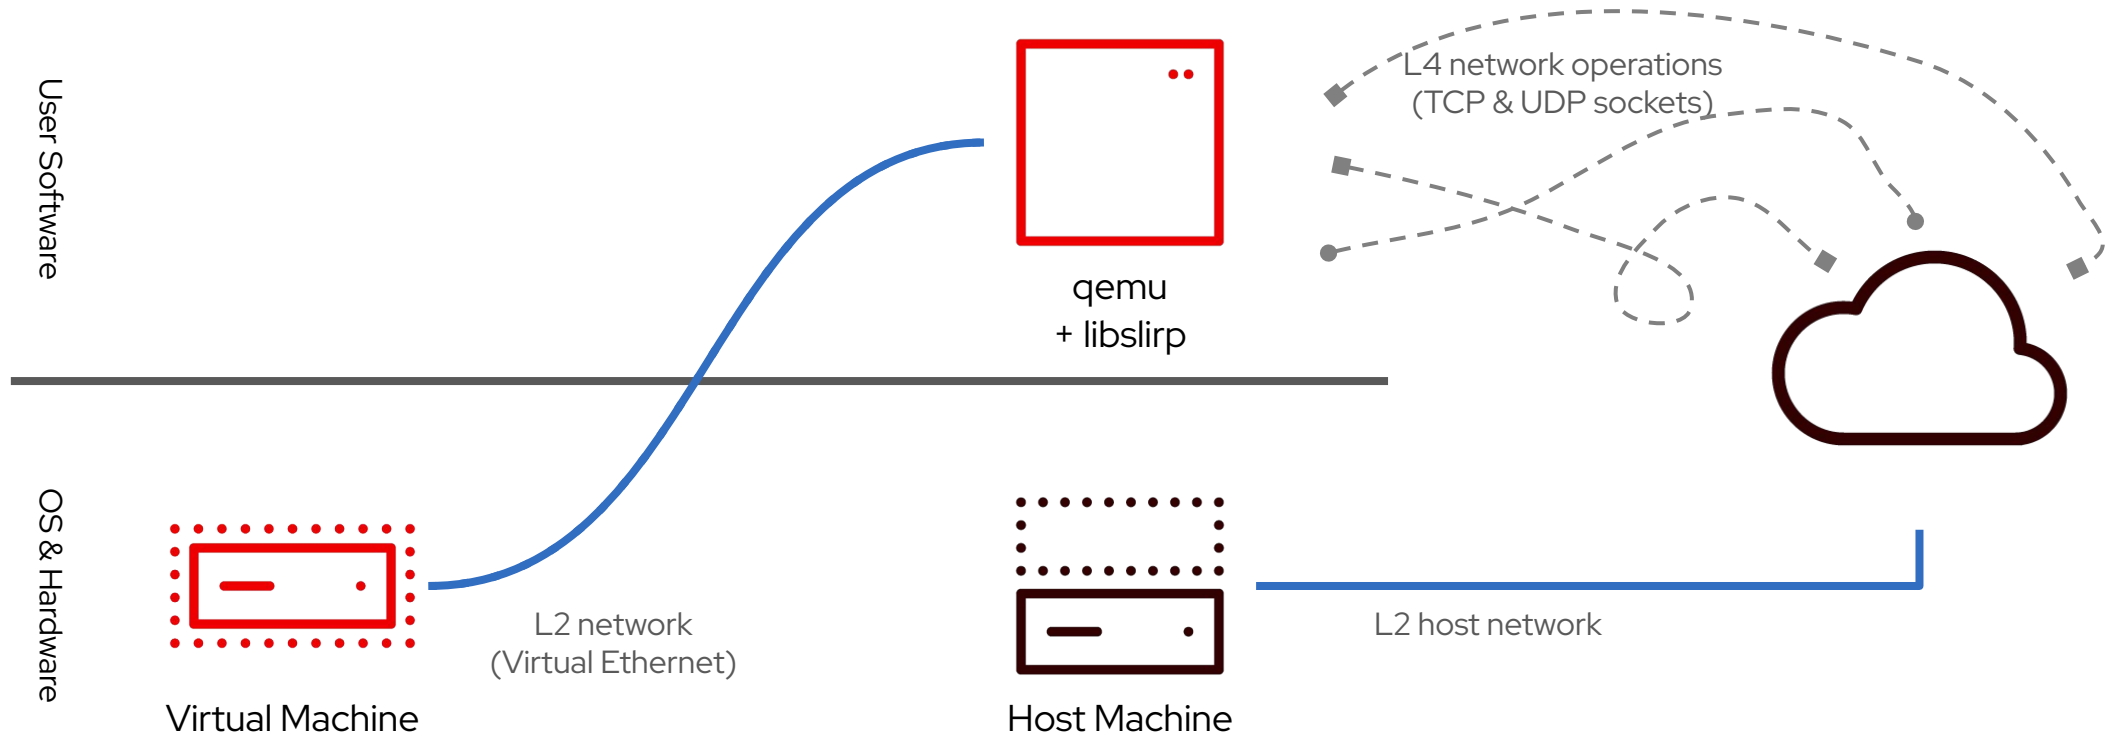 User Software
L4 network operations
(TCP & UDP sockets)
qemu
+ libslirp
OS & Hardware
L2 network
(Virtual Ethernet)
L2 host network
Virtual Machine
Host Machine